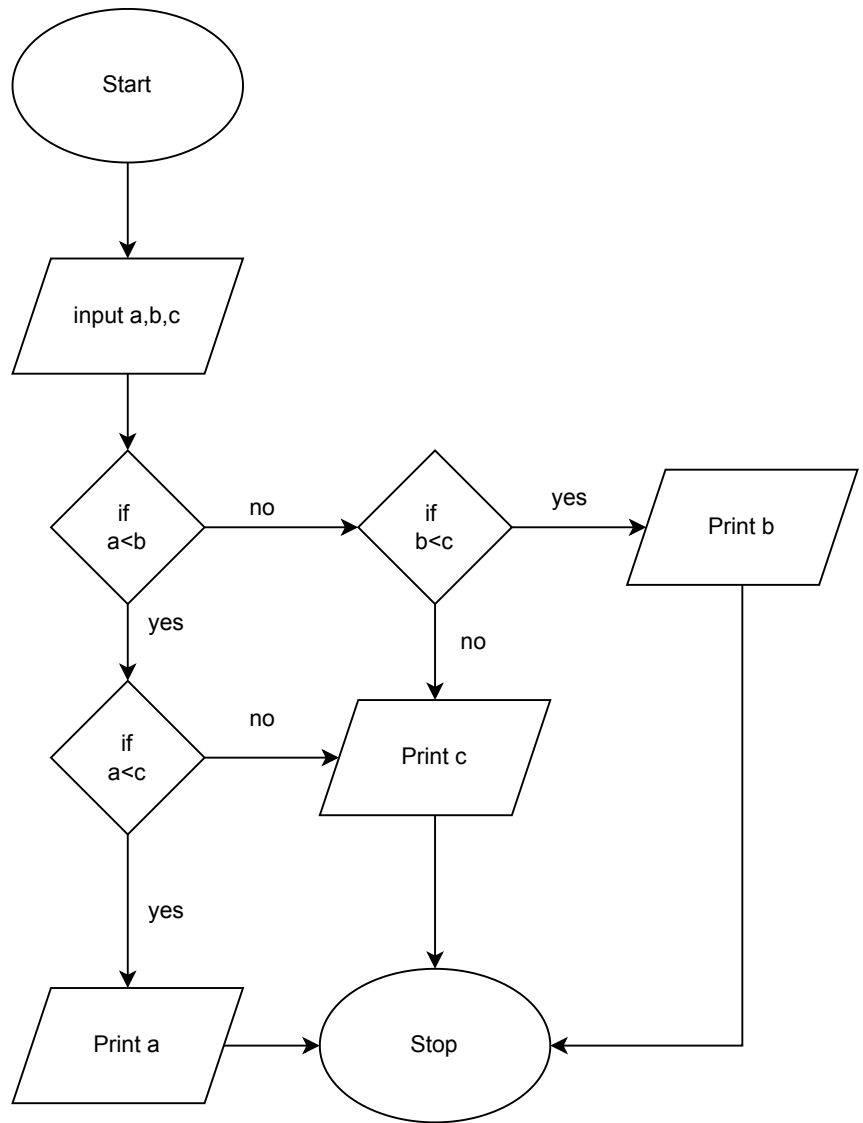 Start
input a,b,c
if
a<b
no
if
b<c
yes
Print b
yes
no
if
a<c
no
Print c
yes
Print a
Stop